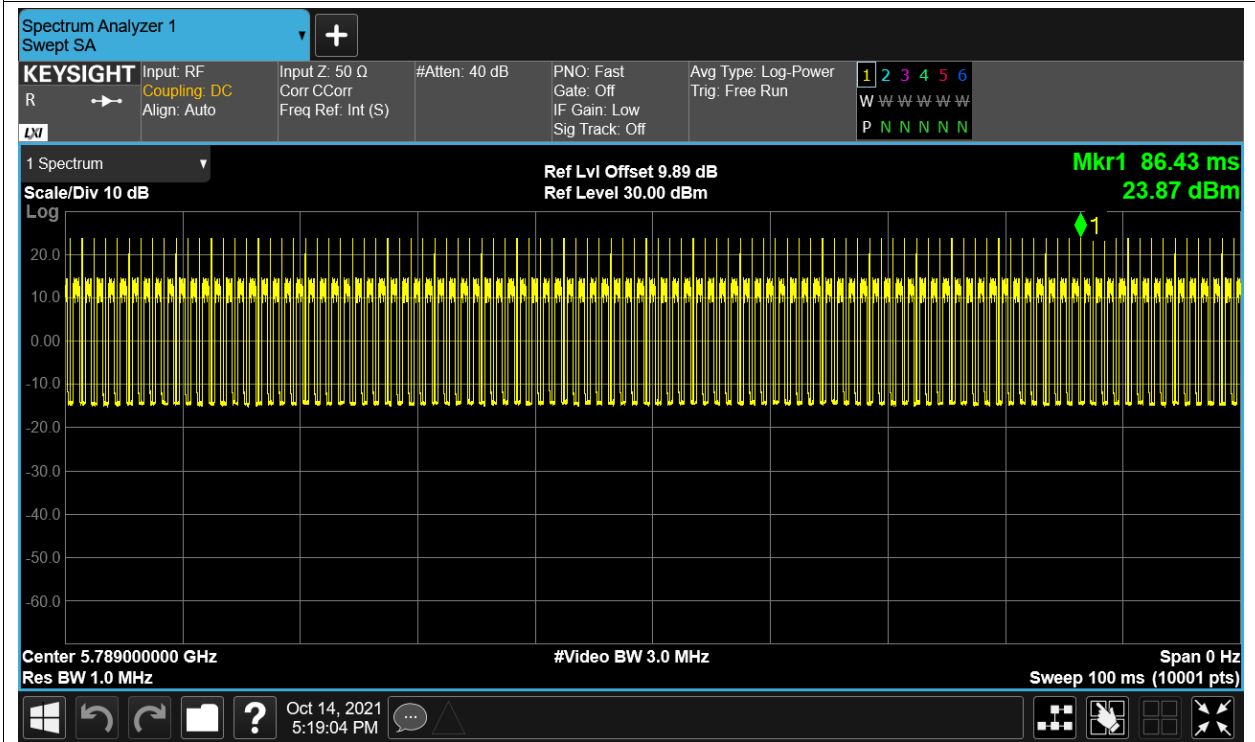 Spectrum Analyzer 1
Swept SA
KEYSIGHT Input: RF Input Z: 50 Ω #Atten: 40 dB PNO: Fast Avg Type: Log-Power 1 2 3 4 5 6
R Coupling: DC Corr CCorr Gate: Off Trig: Free Run W W W W W W
Align: Auto Freq Ref: Int (S) IF Gain: Low
LXI Sig Track: Off P N N N N N
1 Spectrum Ref Lvl Offset 9.89 dB Mkr1 86.43 ms
Scale/Div 10 dB Ref Level 30.00 dBm 23.87 dBm
Log
1
20.0
10.0
0.00
-10.0
-20.0
-30.0
-40.0
-50.0
-60.0
Center 5.789000000 GHz #Video BW 3.0 MHz Span 0 Hz
Res BW 1.0 MHz Sweep 100 ms (10001 pts)
? Oct 14, 2021
5:19:04 PM